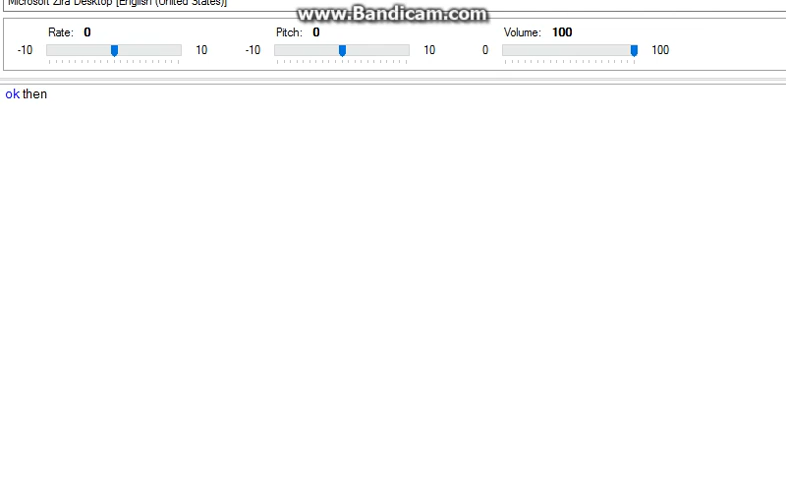 Microsoft Zira Desktop [English (United States)]
www.Bandicam.com
Rate: 0 Pitch: 0 Volume: 100
-10 10 -10 10 0 100
ok then